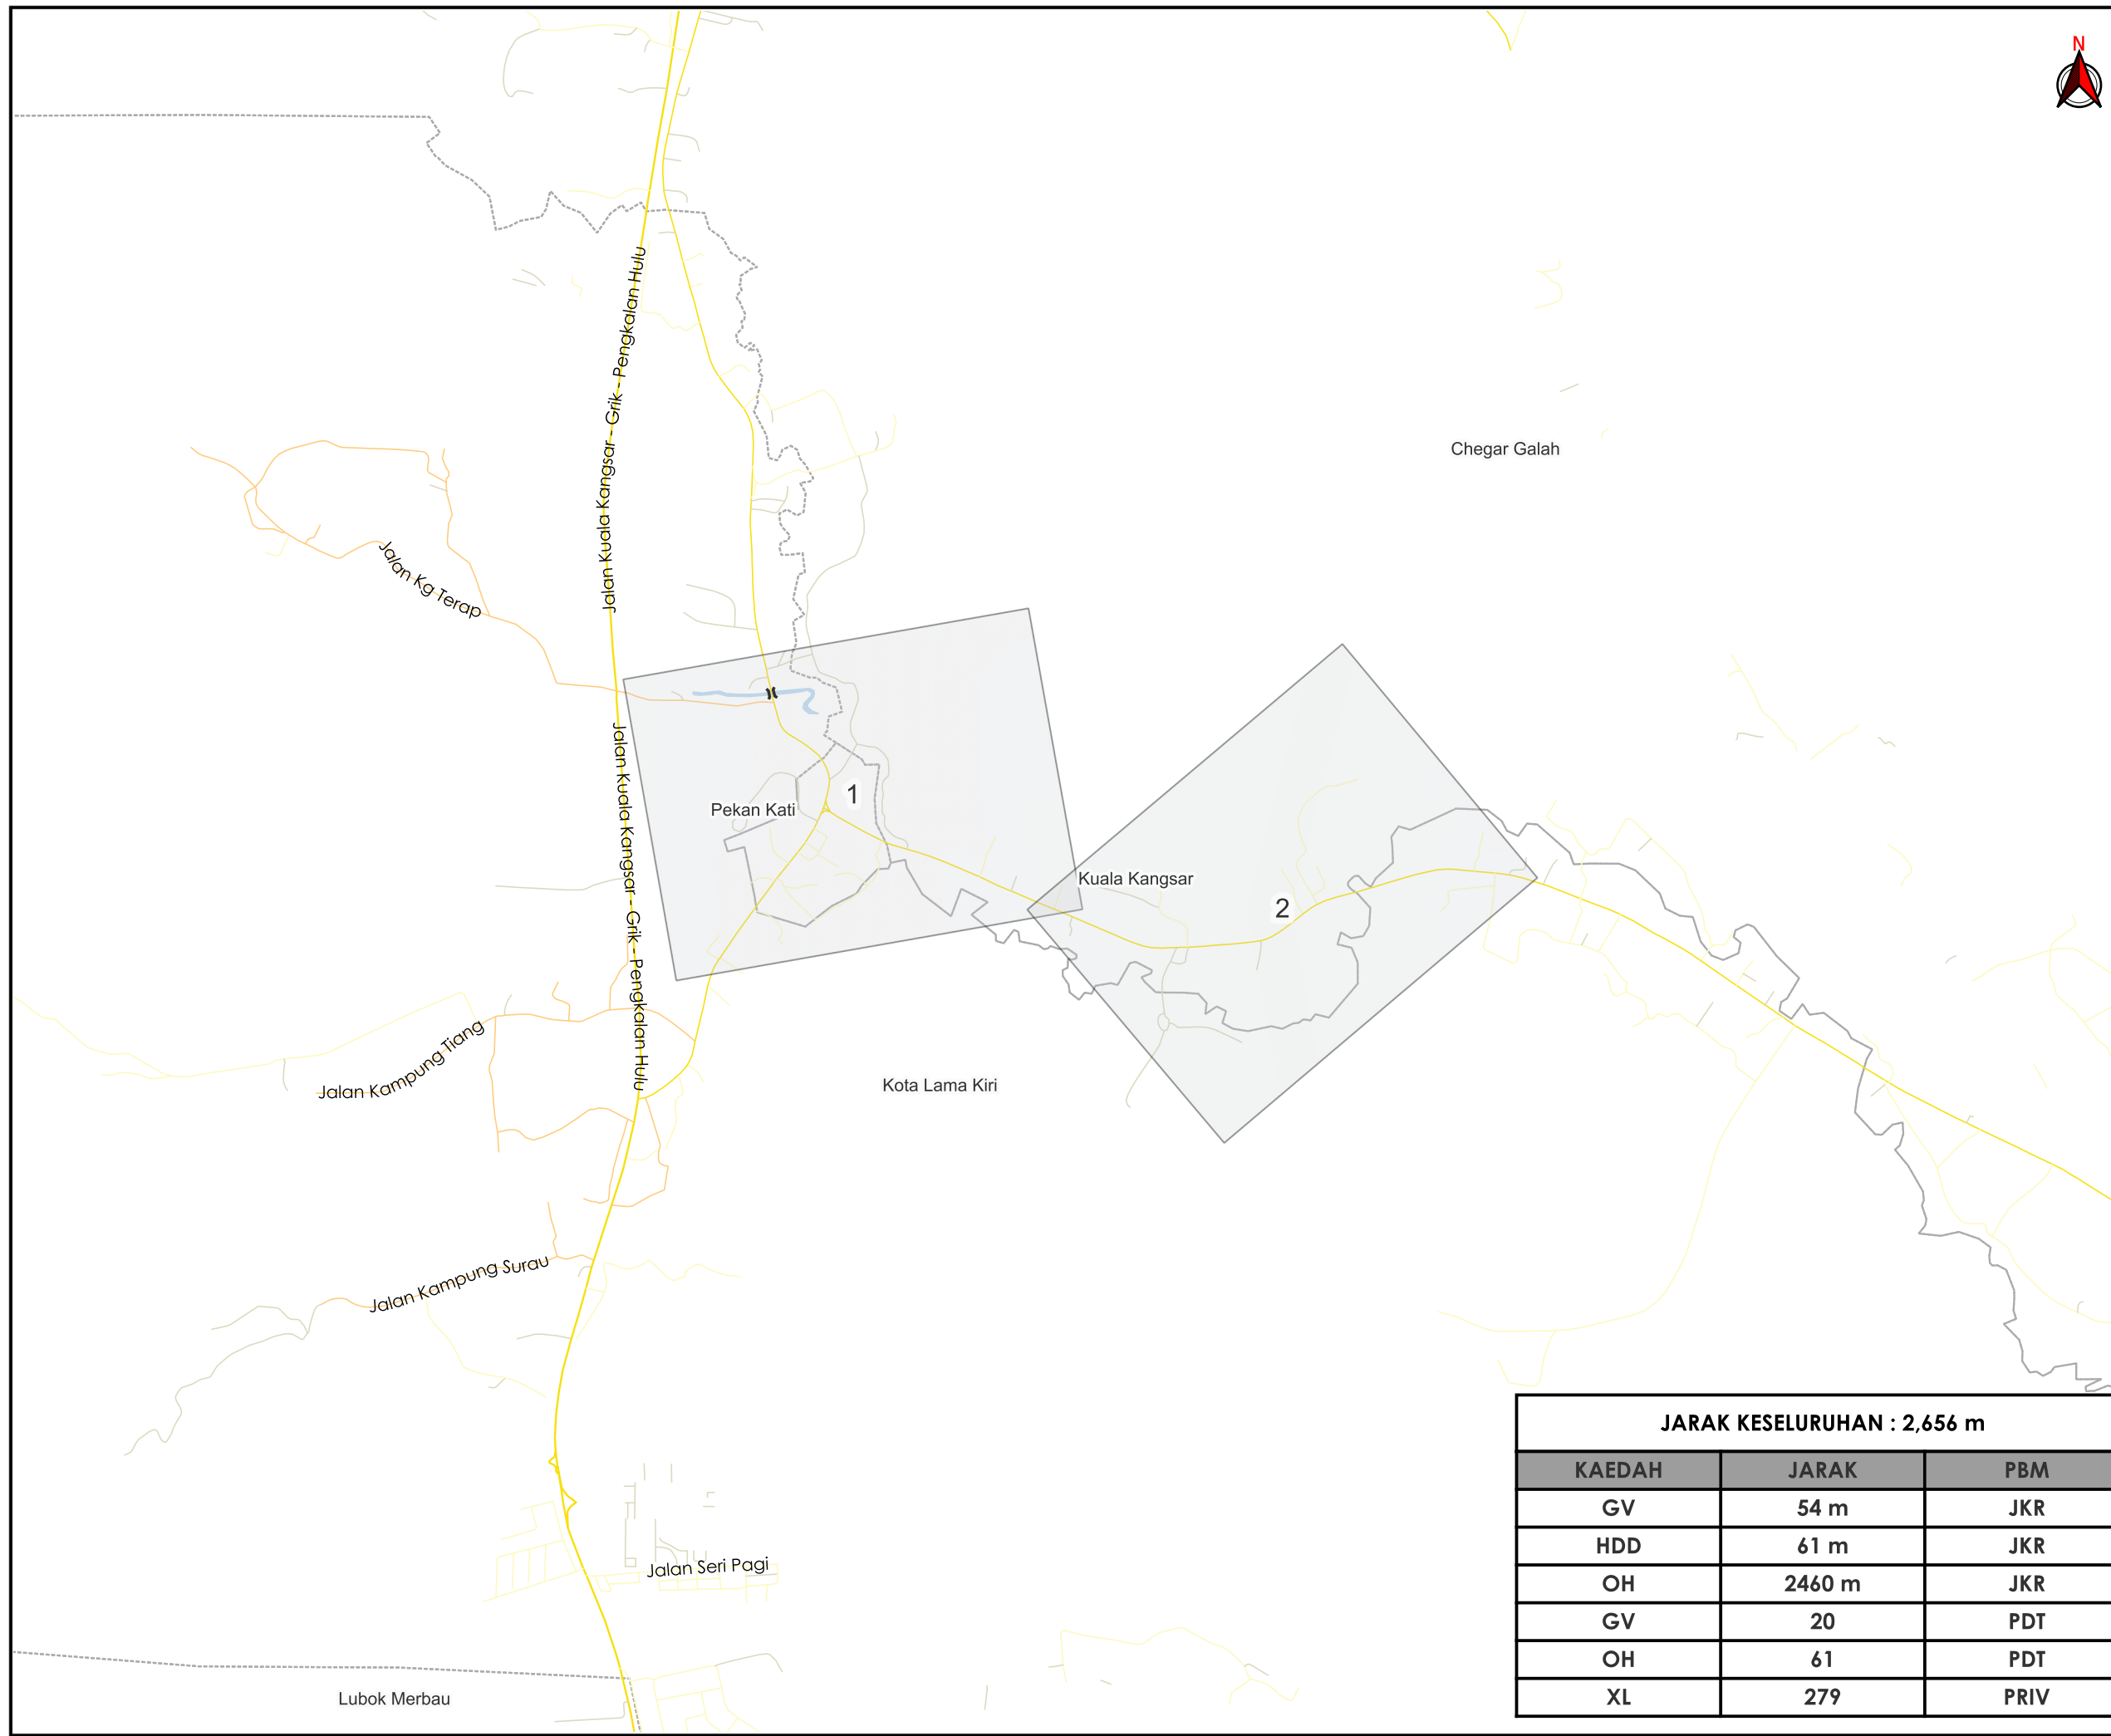 N
Jalan Kuala Kangsar - Grik - Pengkalan Hulu
Chegar Galah
Jalan Kg Terap
Jalan Kuala Kangsar - Grik - Pengkalan Hulu
1
Pekan Kati
Kuala Kangsar
2
Jalan Kampung Tiang
Kota Lama Kiri
Jalan Kampung Surau
Jalan Seri Pagi
Lubok Merbau
JARAK KESELURUHAN : 2,656 m
KAEDAH JARAK PBM
GV 54 m JKR
HDD 61 m JKR
OH 2460 m JKR
GV 20 PDT
OH 61 PDT
XL 279 PRIV